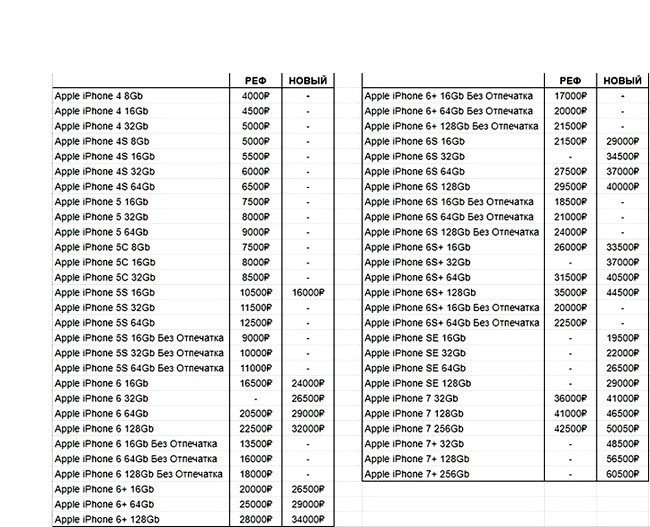 РЕФ НОВЫЙ
Apple iPhone 4 8Gb 4000₽ -
Apple iPhone 4 16Gb 4500₽ -
Apple iPhone 4 32Gb 5000₽ -
Apple iPhone 4S 8Gb 5000₽ -
Apple iPhone 4S 16Gb 5500₽ -
Apple iPhone 4S 32Gb 6000₽ -
Apple iPhone 4S 64Gb 6500₽ -
Apple iPhone 5 16Gb 7500₽ -
Apple iPhone 5 32Gb 8000₽ -
Apple iPhone 5 64Gb 9000₽ -
Apple iPhone 5C 8Gb 7500₽ -
Apple iPhone 5C 16Gb 8000₽ -
Apple iPhone 5C 32Gb 8500₽ -
Apple iPhone 5S 16Gb 10500₽ 16000₽
Apple iPhone 5S 32Gb 11500₽ -
Apple iPhone 5S 64Gb 12500₽ -
Apple iPhone 5S 16Gb Без Отпечатка 9000₽ -
Apple iPhone 5S 32Gb Без Отпечатка 10000₽ -
Apple iPhone 5S 64Gb Без Отпечатка 11000₽ -
Apple iPhone 6 16Gb 16500₽ 24000₽
Apple iPhone 6 32Gb - 26500₽
Apple iPhone 6 64Gb 20500₽ 29000₽
Apple iPhone 6 128Gb 22500₽ 32000₽
Apple iPhone 6 16Gb Без Отпечатка 13500₽ -
Apple iPhone 6 64Gb Без Отпечатка 16000₽ -
Apple iPhone 6 128Gb Без Отпечатка 18000₽ -
Apple iPhone 6+ 16Gb 20000₽ 26500₽
Apple iPhone 6+ 64Gb 25000₽ 29000₽
Apple iPhone 6+ 128Gb 28000₽ 34000₽
РЕФ НОВЫЙ
Apple iPhone 6+ 16Gb Без Отпечатка 17000₽ -
Apple iPhone 6+ 64Gb Без Отпечатка 20000₽ -
Apple iPhone 6+ 128Gb Без Отпечатка 21500₽ -
Apple iPhone 6S 16Gb 21500₽ 29000₽
Apple iPhone 6S 32Gb - 34500₽
Apple iPhone 6S 64Gb 27500₽ 37000₽
Apple iPhone 6S 128Gb 29500₽ 40000₽
Apple iPhone 6S 16Gb Без Отпечатка 18500₽ -
Apple iPhone 6S 64Gb Без Отпечатка 21000₽ -
Apple iPhone 6S 128Gb Без Отпечатка 24000₽ -
Apple iPhone 6S+ 16Gb 26000₽ 33500₽
Apple iPhone 6S+ 32Gb - 37000₽
Apple iPhone 6S+ 64Gb 31500₽ 40500₽
Apple iPhone 6S+ 128Gb 35000₽ 44500₽
Apple iPhone 6S+ 16Gb Без Отпечатка 20000₽ -
Apple iPhone 6S+ 64Gb Без Отпечатка 22500₽ -
Apple iPhone SE 16Gb - 19500₽
Apple iPhone SE 32Gb - 22000₽
Apple iPhone SE 64Gb - 26500₽
Apple iPhone SE 128Gb - 29000₽
Apple iPhone 7 32Gb 36000₽ 41000₽
Apple iPhone 7 128Gb 41000₽ 46500₽
Apple iPhone 7 256Gb 42500₽ 50050₽
Apple iPhone 7+ 32Gb - 48500₽
Apple iPhone 7+ 128Gb - 56500₽
Apple iPhone 7+ 256Gb - 60500₽